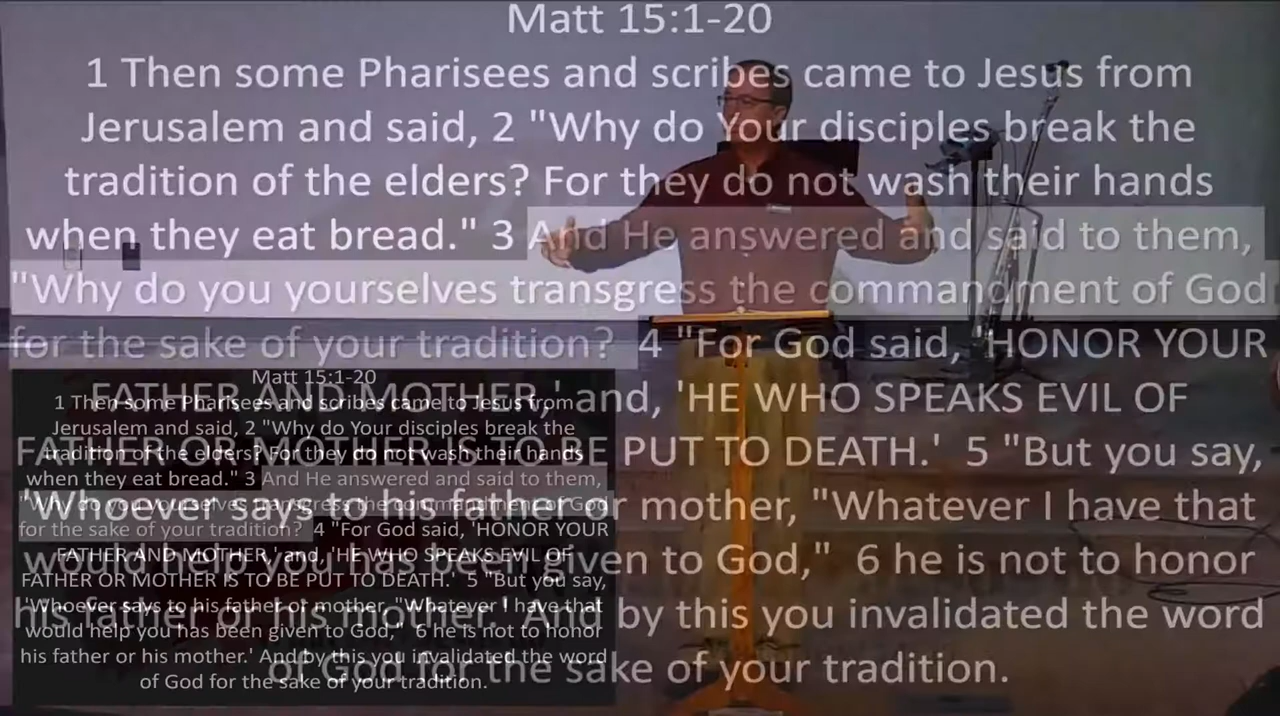 Matt 15:1-20
1 Then some Pharisees and scribes came to Jesus from
Jerusalem and said, 2 "Why do Your disciples break the
tradition of the elders? For they do not wash their hands
when they eat bread." 3 And He answered and said to them,
"Why do you yourselves transgress the commandment of God
for the sake of your tradition? 4 "For God said, 'HONOR YOUR
FATHER AND MOTHER,' and, 'HE WHO SPEAKS EVIL OF
FATHER OR MOTHER IS TO BE PUT TO DEATH.' 5 "But you say,
'Whoever says to his father or mother, "Whatever I have that
would help you has been given to God," 6 he is not to honor
his father or his mother.' And by this you invalidated the word
of God for the sake of your tradition.
Matt 15:1-20
1 Then some Pharisees and scribes came to Jesus from
Jerusalem and said, 2 "Why do Your disciples break the
tradition of the elders? For they do not wash their hands
when they eat bread." 3 And He answered and said to them,
"Why do you yourselves transgress the commandment of God
for the sake of your tradition? 4 "For God said, 'HONOR YOUR
FATHER AND MOTHER,' and, 'HE WHO SPEAKS EVIL OF
FATHER OR MOTHER IS TO BE PUT TO DEATH.' 5 "But you say,
'Whoever says to his father or mother, "Whatever I have that
would help you has been given to God," 6 he is not to honor
his father or his mother.' And by this you invalidated the word
of God for the sake of your tradition.